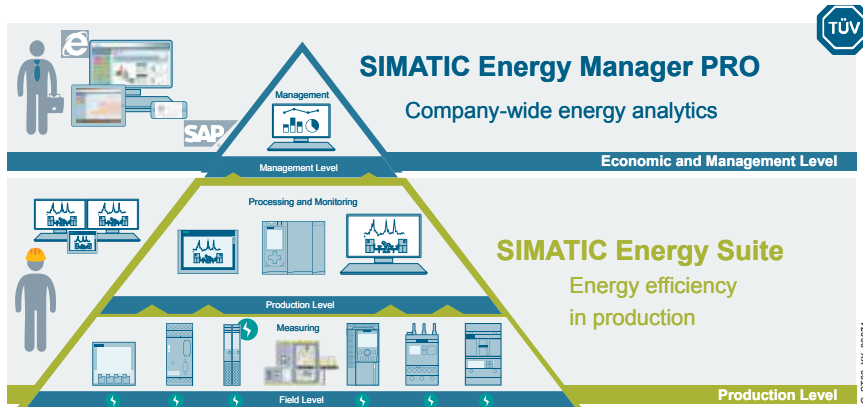 TÜV
SIMATIC Energy Manager PRO
Management
Company-wide energy analytics
SAP
Management Level
Economic and Management Level
Processing and Monitoring
SIMATIC Energy Suite
Energy efficiency
in production
Production Level
Measuring
Field Level
Production Level